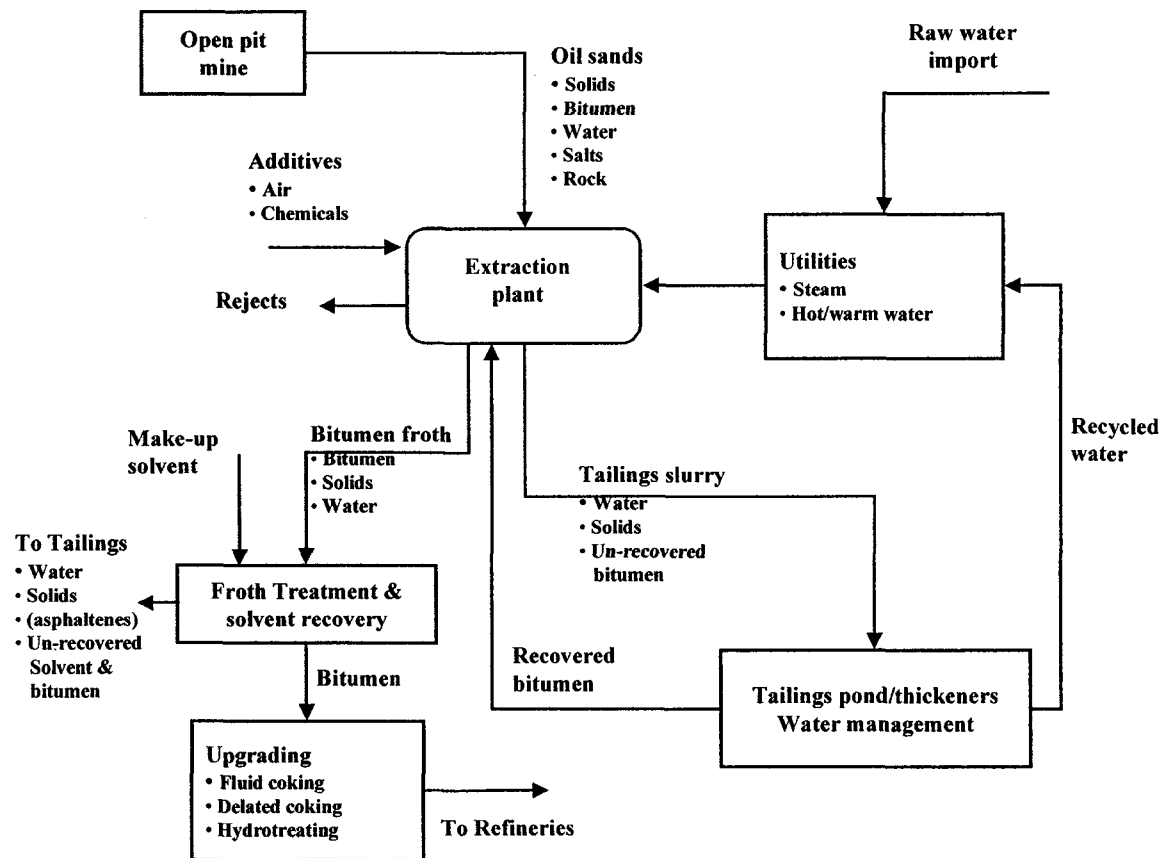 Open pit
mine
Oil sands
• Solids
• Bitumen
• Water
• Salts
• Rock
Raw water
import
Additives
• Air
• Chemicals
Extraction
plant
Utilities
• Steam
• Hot/warm water
Rejects
Make-up
solvent
Bitumen froth
• Bitumen
• Solids
• Water
Tailings slurry
• Water
• Solids
• Un-recovered
bitumen
Recycled
water
To Tailings
• Water
• Solids
• (asphaltenes)
• Un-recovered
Solvent &
bitumen
Froth Treatment &
solvent recovery
Bitumen
Recovered
bitumen
Tailings pond/thickeners
Water management
Upgrading
• Fluid coking
• Delated coking
• Hydrotreating
To Refineries